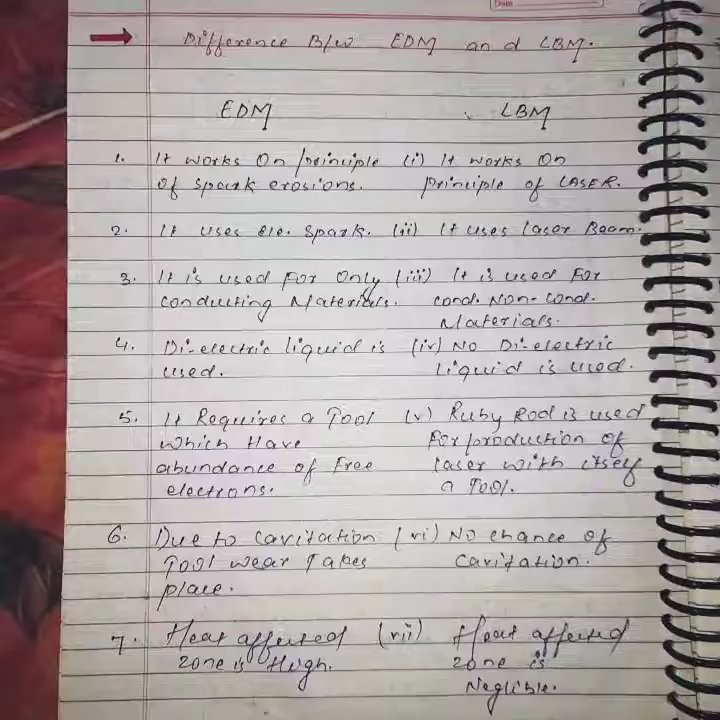 Date
Difference B/w EDM and LBM.
EDM LBM
1. It works On principle (i) It works On
of spark erosions. principle of LASER.
2. It uses ele. spark. (ii) It uses laser Beam.
3. It is used for Only (iii) It is used for
conducting Materials. cond. Non-cond.
Materials.
4. Di-electric liquid is (iv) No Di-electric
used. liquid is used.
5. It Requires a Tool (v) Ruby Rod is used
which Have For production of
abundance of free laser with itself
electrons. a Tool.
6. Due to cavitation (vi) No chance of
Tool wear Takes cavitation.
place.
7. Heat affected (vii) Heat affected
zone is High. zone is
Neglible.